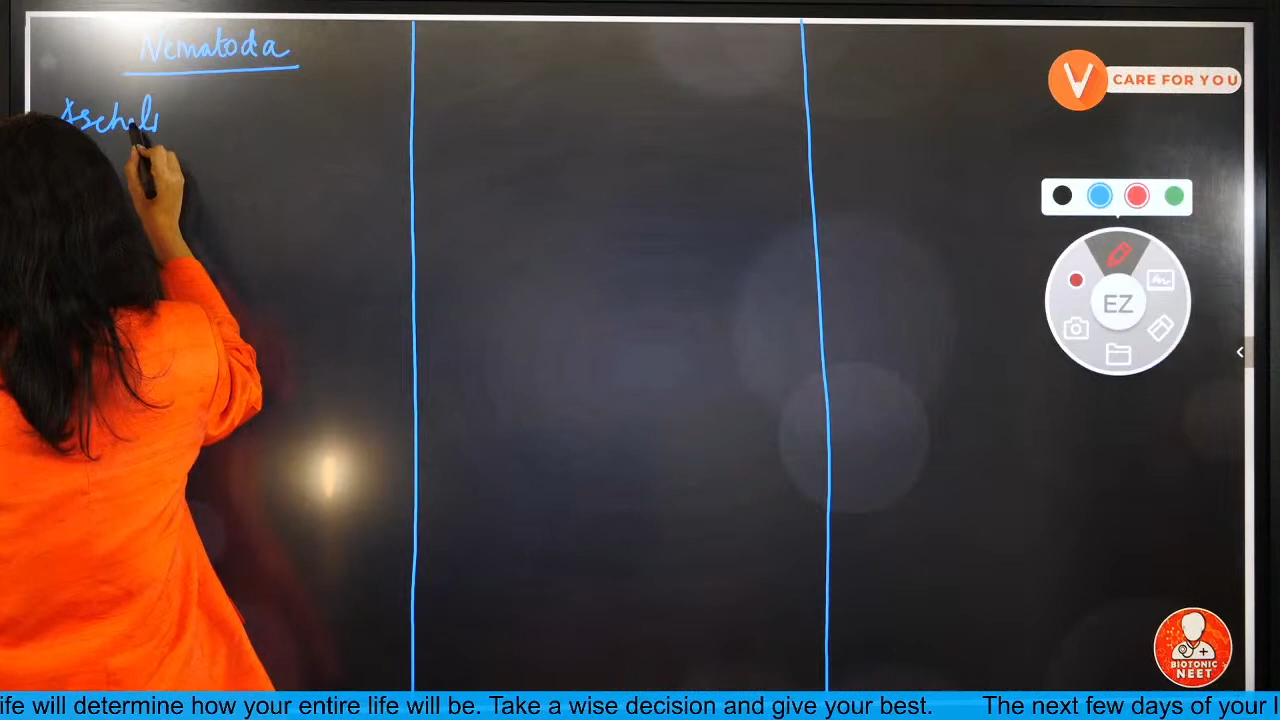 Nematoda
Aschel
V CARE FOR YOU
EZ
BIOTONIC
NEET
ife will determine how your entire life will be. Take a wise decision and give your best. The next few days of your l